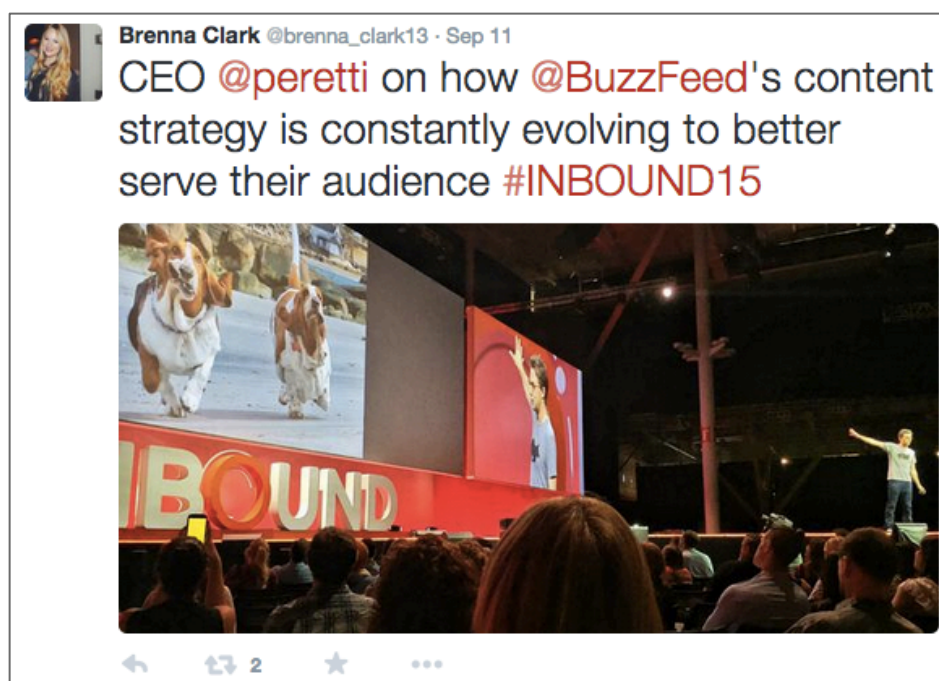 Brenna Clark @brenna_clark13 · Sep 11
CEO @peretti on how @BuzzFeed's content
strategy is constantly evolving to better
serve their audience #INBOUND15
NBOUND
2